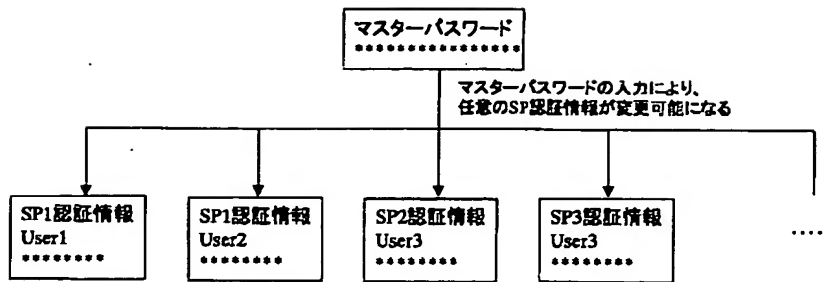 マスターパスワード
****************
マスターパスワードの入力により、
任意のSP認証情報が変更可能になる
SP1認証情報
User1
********
SP1認証情報
User2
********
SP2認証情報
User3
********
SP3認証情報
User3
********
....